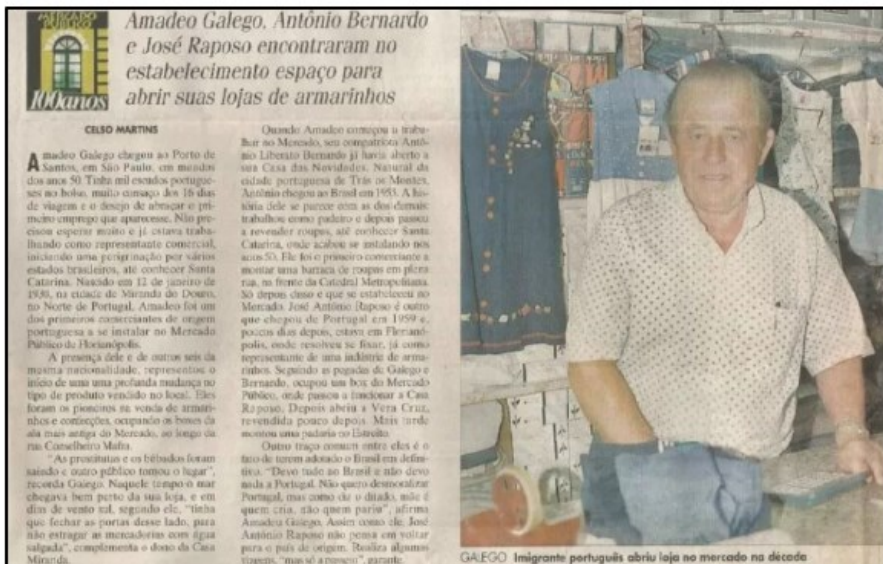 MERCADO
PÚBLICO
100anos
Amadeo Galego, Antônio Bernardo
e José Raposo encontraram no
estabelecimento espaço para
abrir suas lojas de armarinhos
CELSO MARTINS
Amadeo Galego chegou ao Porto de
Santos, em São Paulo, em meados
dos anos 50. Tinha mil escudos portugue-
ses no bolso, muito cansaço dos 16 dias
de viagem e o desejo de abraçar o pri-
meiro emprego que aparecesse. Não pre-
cisou esperar muito e já estava traba-
lhando como representante comercial,
iniciando uma peregrinação por vários
estados brasileiros, até conhecer Santa
Catarina. Nascido em 12 de janeiro de
1930, na cidade de Miranda do Douro,
no Norte de Portugal, Amadeo foi um
dos primeiros comerciantes de origem
portuguesa a se instalar no Mercado
Público de Florianópolis.
A presença dele e de outros seis da
mesma nacionalidade, representou o
início de uma uma profunda mudança no
tipo de produto vendido no local. Eles
foram os pioneiros na venda de armari-
nhos e confecções, ocupando os boxes da
ala mais antiga do Mercado, ao longo da
rua Conselheiro Mafra.
"As prostitutas e os bêbados foram
saindo e outro público tomou o lugar",
recorda Galego. Naquele tempo o mar
chegava bem perto da sua loja, e em
dias de vento sul, segundo ele, "tinha
que fechar as portas desse lado, para
não estragar as mercadorias com água
salgada", complementa o dono da Casa
Miranda.
Quando Amadeo começou a traba-
lhar no Mercado, seu compatriota Antô-
nio Liberato Bernardo já havia aberto a
sua Casa das Novidades. Natural da
cidade portuguesa de Trás os Montes,
Antônio chegou ao Brasil em 1953. A his-
tória dele se parece com as dos demais:
trabalhou como padeiro e depois passou
a revender roupas, até conhecer Santa
Catarina, onde acabou se instalando nos
anos 50. Ele foi o primeiro comerciante a
montar uma barraca de roupas em plena
rua, na frente da Catedral Metropolitana.
Só depois disso é que se estabeleceu no
Mercado. José Antônio Raposo é outro
que chegou de Portugal em 1959 e,
poucos dias depois, estava em Florianó-
polis, onde resolveu se fixar, já como
representante de uma indústria de arma-
rinhos. Seguindo as pegadas de Galego e
Bernardo, ocupou um box do Mercado
Público, onde passou a funcionar a Casa
Raposo. Depois abriu a Vera Cruz,
revendida pouco depois. Mais tarde
montou uma padaria no Estreito.
Outro traço comum entre eles é o
fato de terem adotado o Brasil em defini-
tivo. "Devo tudo ao Brasil e não devo
nada a Portugal. Não quero desmoralizar
Portugal, mas como diz o ditado, mãe é
quem cria, não quem pariu", afirma
Amadeu Galego. Assim como ele, José
Antônio Raposo não pensa em voltar
para o país de origem. Realiza algumas
viagens, "mas só a passeio", garante.
GALEGO Imigrante português abriu loja no mercado na década